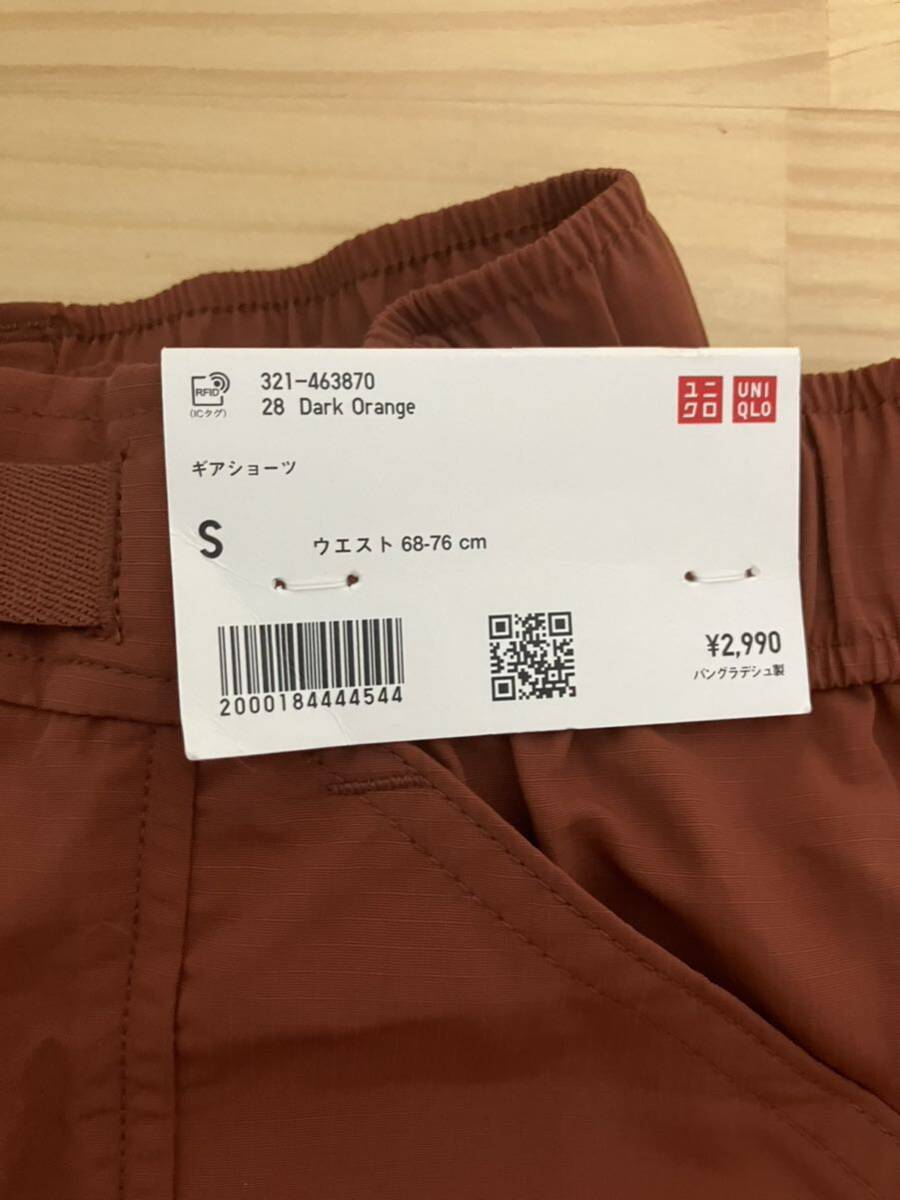 RFID
(ICタグ)
321-463870
28 Dark Orange
ユニ
クロ
UNI
QLO
ギアショーツ
S ウエスト 68-76 cm
2000184444544
¥2,990
バングラデシュ製